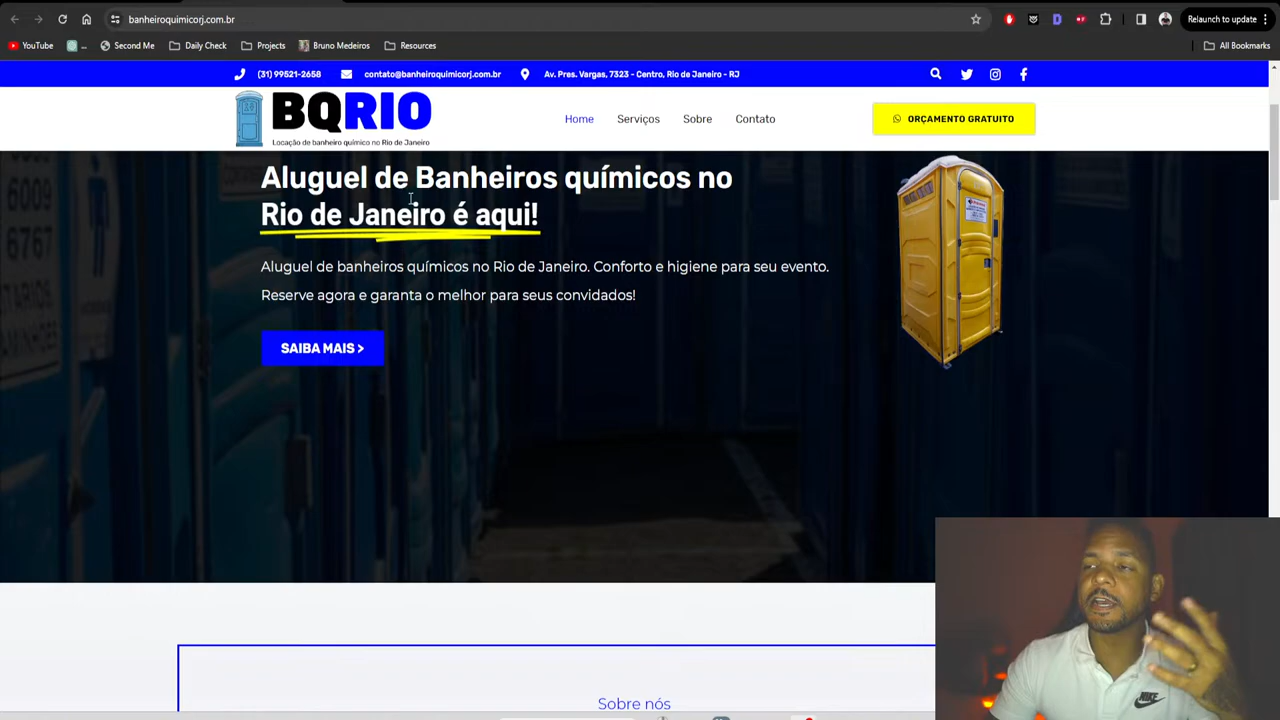 banheiroquimicorj.com.br
Relaunch to update
YouTube
...
Second Me
Daily Check
Projects
Bruno Medeiros
Resources
All Bookmarks
(31) 99521-2658
contato@banheiroquimicorj.com.br
Av. Pres. Vargas, 7323 - Centro, Rio de Janeiro - RJ
BQRIO
Locação de banheiro químico no Rio de Janeiro
Home
Serviços
Sobre
Contato
ORÇAMENTO GRATUITO
Aluguel de Banheiros químicos no
Rio de Janeiro é aqui!
Aluguel de banheiros químicos no Rio de Janeiro. Conforto e higiene para seu evento.
Reserve agora e garanta o melhor para seus convidados!
SAIBA MAIS >
Sobre nós
NIKE